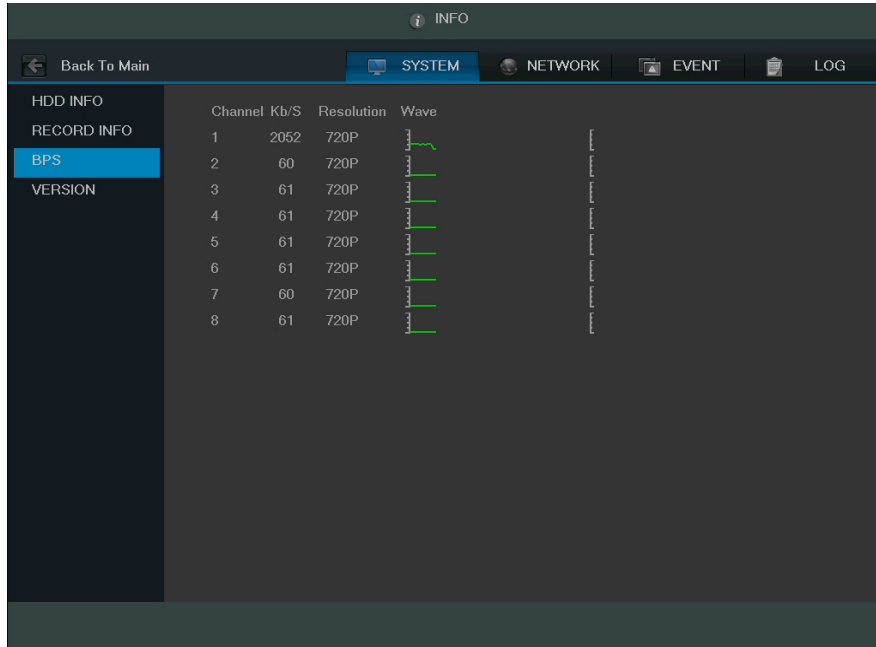 INFO
Back To Main SYSTEM NETWORK EVENT LOG
HDD INFO
RECORD INFO
BPS
VERSION
Channel Kb/S Resolution Wave
1 2052 720P
2 60 720P
3 61 720P
4 61 720P
5 61 720P
6 61 720P
7 60 720P
8 61 720P